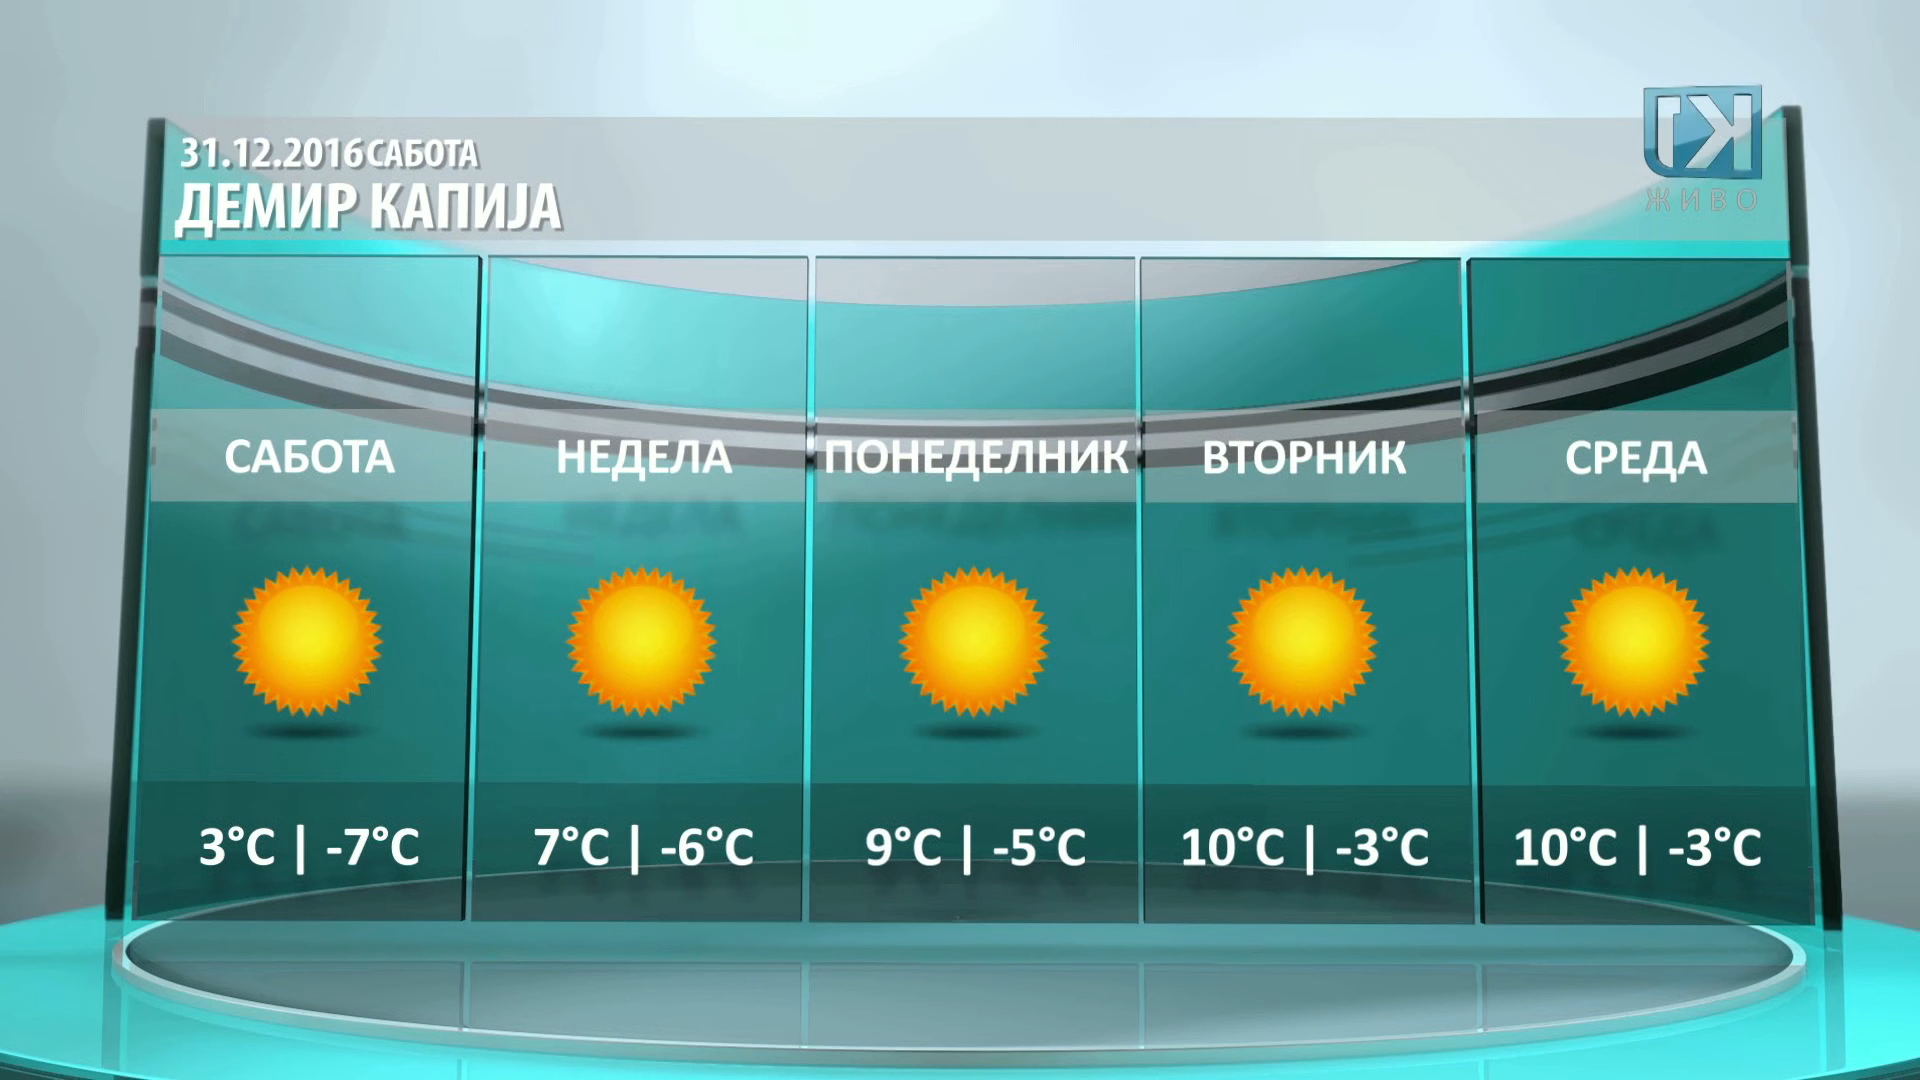 31.12.2016САБОТА
ДЕМИР КАПИЈА
ЖИВО
САБОТА НЕДЕЛА ПОНЕДЕЛНИК ВТОРНИК СРЕДА
3°C | -7°C 7°C | -6°C 9°C | -5°C 10°C | -3°C 10°C | -3°C